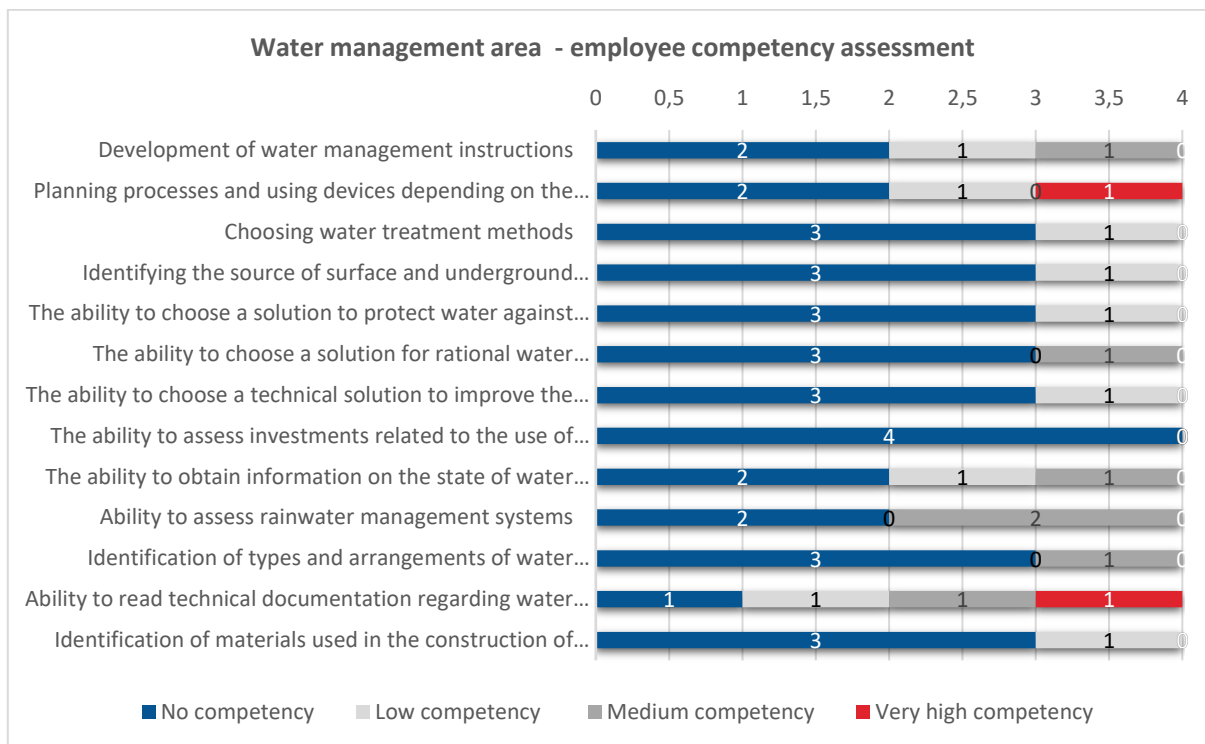 Water management area - employee competency assessment
0 0,5 1 1,5 2 2,5 3 3,5 4
Development of water management instructions 2 1 1 0
Planning processes and using devices depending on the... 2 1 0 1
Choosing water treatment methods 3 1 0
Identifying the source of surface and underground... 3 1 0
The ability to choose a solution to protect water against... 3 1 0
The ability to choose a solution for rational water... 3 0 1 0
The ability to choose a technical solution to improve the... 3 1 0
The ability to assess investments related to the use of... 4 0
The ability to obtain information on the state of water... 2 1 1 0
Ability to assess rainwater management systems 2 0 2 0
Identification of types and arrangements of water... 3 0 1 0
Ability to read technical documentation regarding water... 1 1 1 1
Identification of materials used in the construction of... 3 1 0
No competency Low competency Medium competency Very high competency